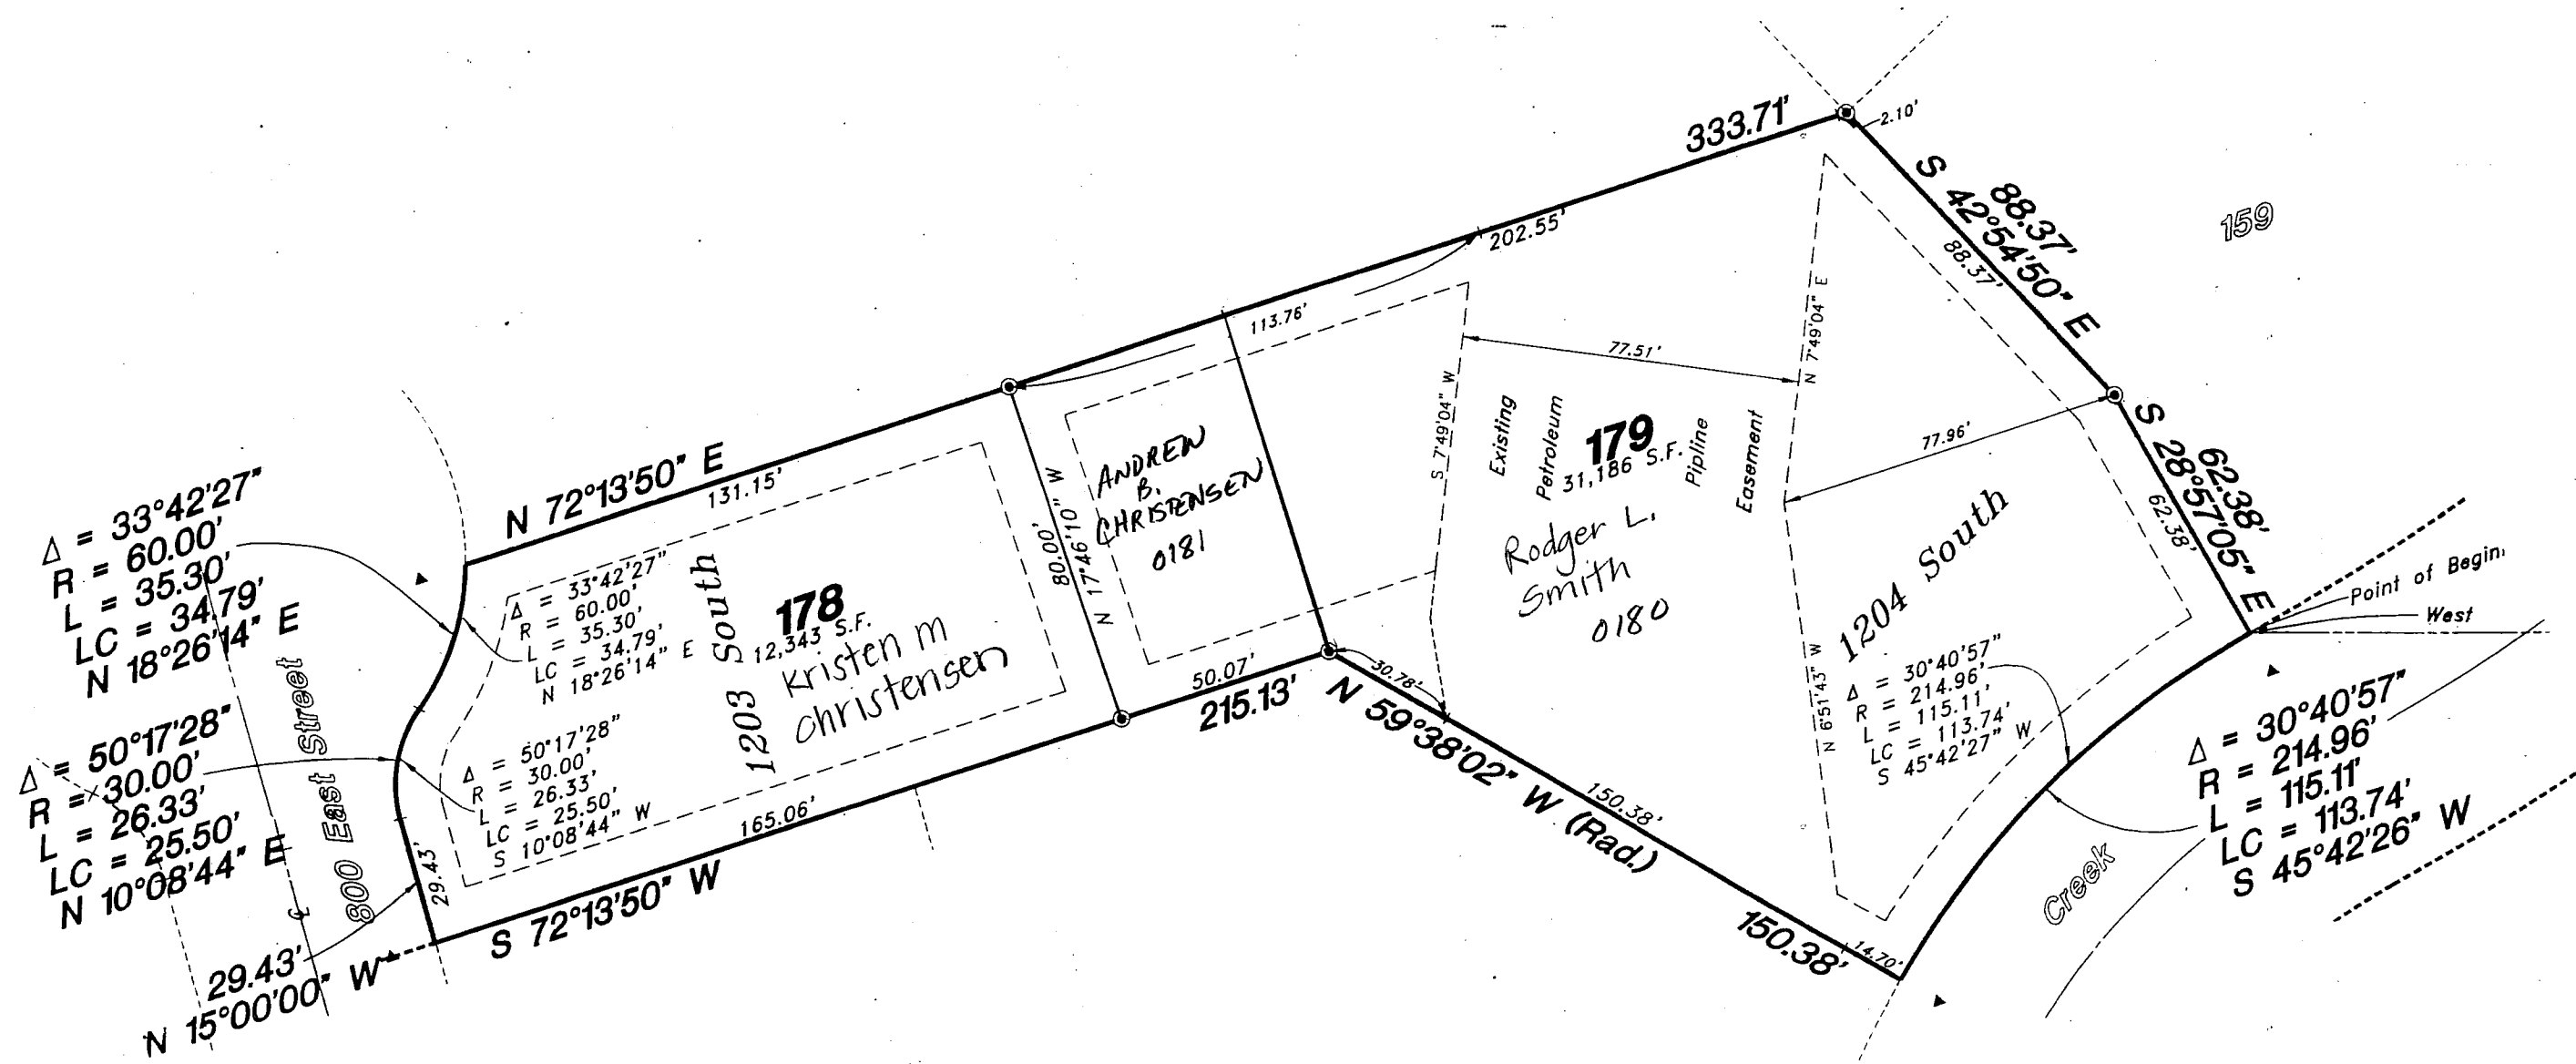 333.71'
2.10'
88.37'
S 42°54'50" E
88.37'
159
202.55'
113.76'
77.51'
N 7°49'04" E
S 7°49'04" W
Existing
Petroleum
Pipline
Easement
179
31,186 S.F.
Rodger L.
Smith
0180
77.96'
62.38'
S 28°57'05" E
62.38'
1204 South
Point of Begin
West
N 72°13'50" E
131.15'
80.00'
N 17°46'10" W
ANDREW
B.
CHRISTENSEN
0181
Δ = 33°42'27"
R = 60.00'
L = 35.30'
LC = 34.79'
N 18°26'14" E
Δ = 33°42'27"
R = 60.00'
L = 35.30'
LC = 34.79'
N 18°26'14" E
1203 South
178
12,343 S.F.
Kristen m
Christensen
50.07'
215.13'
30.78'
N 59°38'02" W (Rad.)
150.38'
150.38'
14.70'
N 6°51'43" W
Δ = 30°40'57"
R = 214.96'
L = 115.11'
LC = 113.74'
S 45°42'27" W
Δ = 30°40'57"
R = 214.96'
L = 115.11'
LC = 113.74'
S 45°42'26" W
Creek
Δ = 50°17'28"
R = 30.00'
L = 26.33'
LC = 25.50'
N 10°08'44" E
800 East Street
℄
Δ = 50°17'28"
R = 30.00'
L = 26.33'
LC = 25.50'
S 10°08'44" W
165.06'
29.43'
S 72°13'50" W
29.43'
N 15°00'00" W